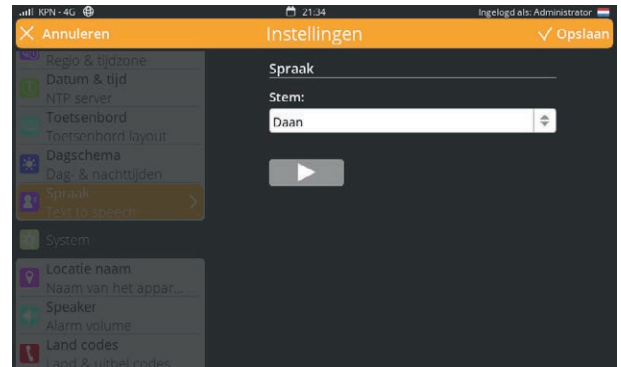 KPN - 4G 21:34 Ingelogd als: Administrator
Annuleren Instellingen Opslaan
Regio & tijdzone
Datum & tijd
NTP server
Toetsenbord
Toetsenbord layout
Dagschema
Dag- & nachttijden
Spraak
Text to speech
System
Locatie naam
Naam van het appar...
Speaker
Alarm volume
Land codes
Land & uitbel codes
Spraak
Stem:
Daan